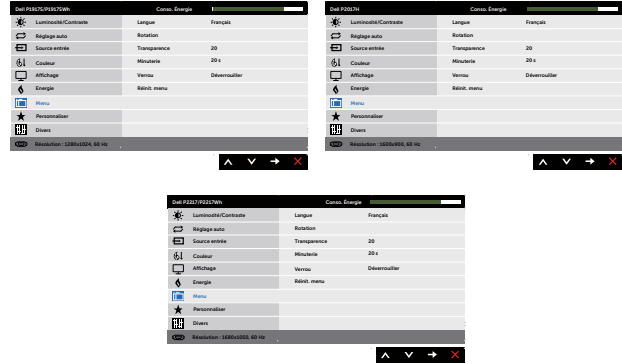 Dell P1917S/P1917SWh Conso. Énergie
Luminosité/Contraste Langue Français
Réglage auto Rotation
Source entrée Transparence 20
Couleur Minuterie 20 s
Affichage Verrou Déverrouiller
Energie Réinit. menu
Menu
Personnaliser
Divers
Résolution : 1280x1024, 60 Hz
Dell P2017H Conso. Énergie
Luminosité/Contraste Langue Français
Réglage auto Rotation
Source entrée Transparence 20
Couleur Minuterie 20 s
Affichage Verrou Déverrouiller
Energie Réinit. menu
Menu
Personnaliser
Divers
Résolution : 1600x900, 60 Hz
Dell P2217/P2217Wh Conso. Énergie
Luminosité/Contraste Langue Français
Réglage auto Rotation
Source entrée Transparence 20
Couleur Minuterie 20 s
Affichage Verrou Déverrouiller
Energie Réinit. menu
Menu
Personnaliser
Divers
Résolution : 1680x1050, 60 Hz